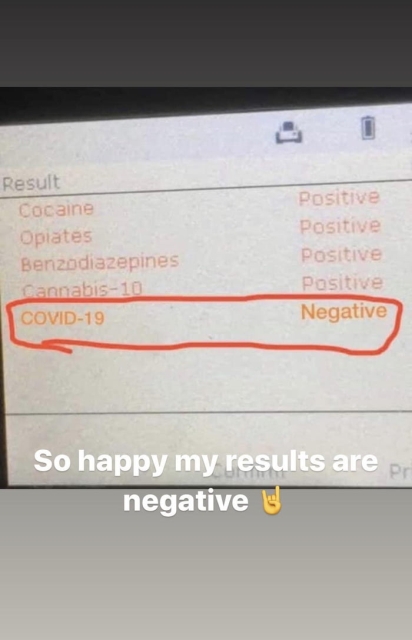 Result
Cocaine Positive
Opiates Positive
Benzodiazepines Positive
Cannabis-10 Positive
COVID-19 Negative
Confirm Pr
So happy my results are
negative 🤘